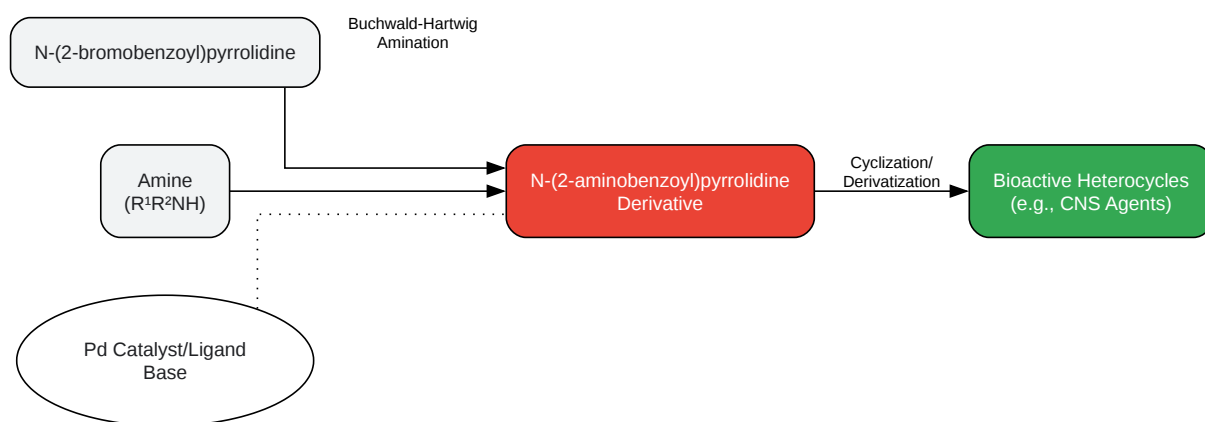 Buchwald-Hartwig
Amination
N-(2-bromobenzoyl)pyrrolidine
Amine
(R¹R²NH)
N-(2-aminobenzoyl)pyrrolidine
Derivative
Cyclization/
Derivatization
Bioactive Heterocycles
(e.g., CNS Agents)
Pd Catalyst/Ligand
Base